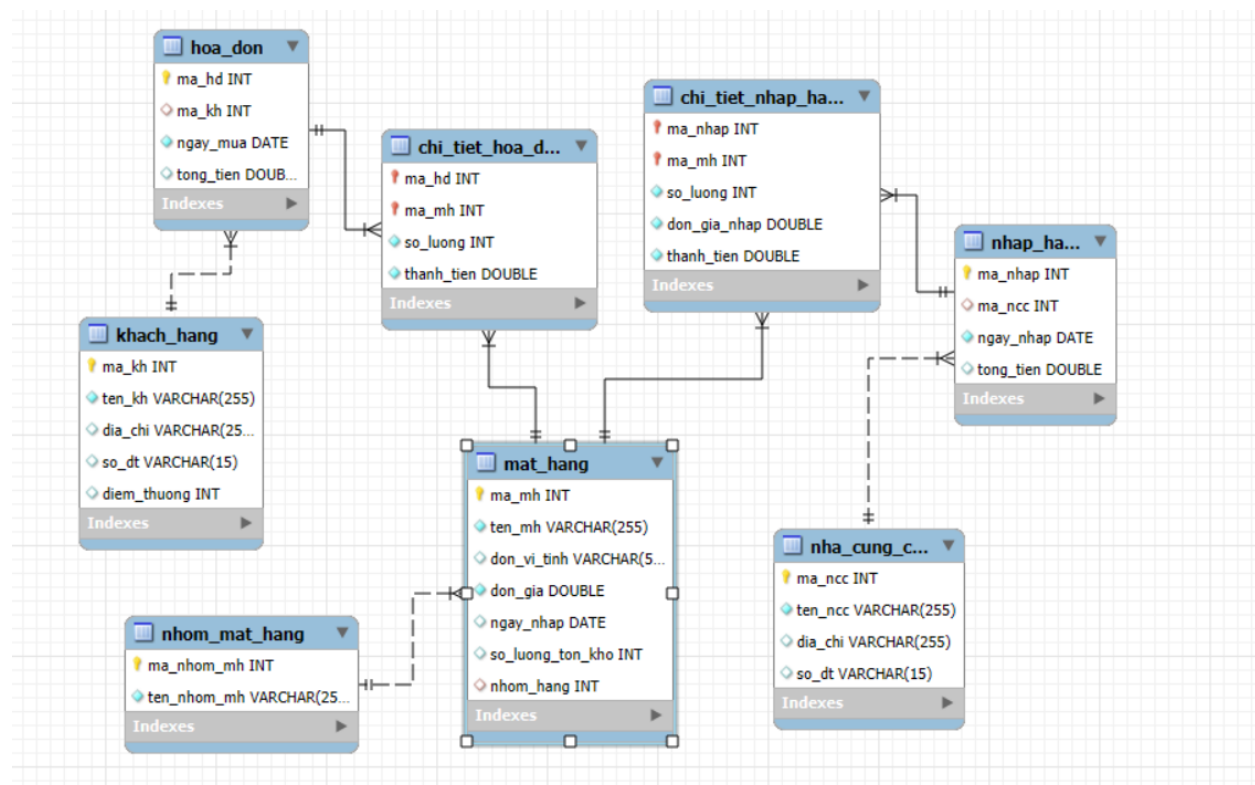 hoa_don
ma_hd INT
ma_kh INT
ngay_mua DATE
tong_tien DOUB...
Indexes
chi_tiet_hoa_d...
ma_hd INT
ma_mh INT
so_luong INT
thanh_tien DOUBLE
Indexes
chi_tiet_nhap_ha...
ma_nhap INT
ma_mh INT
so_luong INT
don_gia_nhap DOUBLE
thanh_tien DOUBLE
Indexes
nhap_ha...
ma_nhap INT
ma_ncc INT
ngay_nhap DATE
tong_tien DOUBLE
Indexes
khach_hang
ma_kh INT
ten_kh VARCHAR(255)
dia_chi VARCHAR(25...
so_dt VARCHAR(15)
diem_thuong INT
Indexes
mat_hang
ma_mh INT
ten_mh VARCHAR(255)
don_vi_tinh VARCHAR(5...
don_gia DOUBLE
ngay_nhap DATE
so_luong_ton_kho INT
nhom_hang INT
Indexes
nha_cung_c...
ma_ncc INT
ten_ncc VARCHAR(255)
dia_chi VARCHAR(255)
so_dt VARCHAR(15)
Indexes
nhom_mat_hang
ma_nhom_mh INT
ten_nhom_mh VARCHAR(25...
Indexes